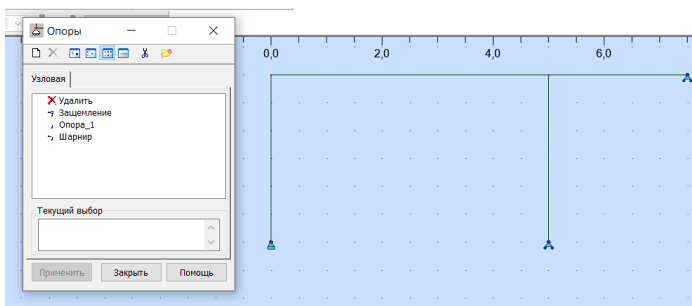 Опоры
0,0 2,0 4,0 6,0
Узловая
Удалить
Защемление
Опора_1
Шарнир
Текущий выбор
Применить Закрыть Помощь